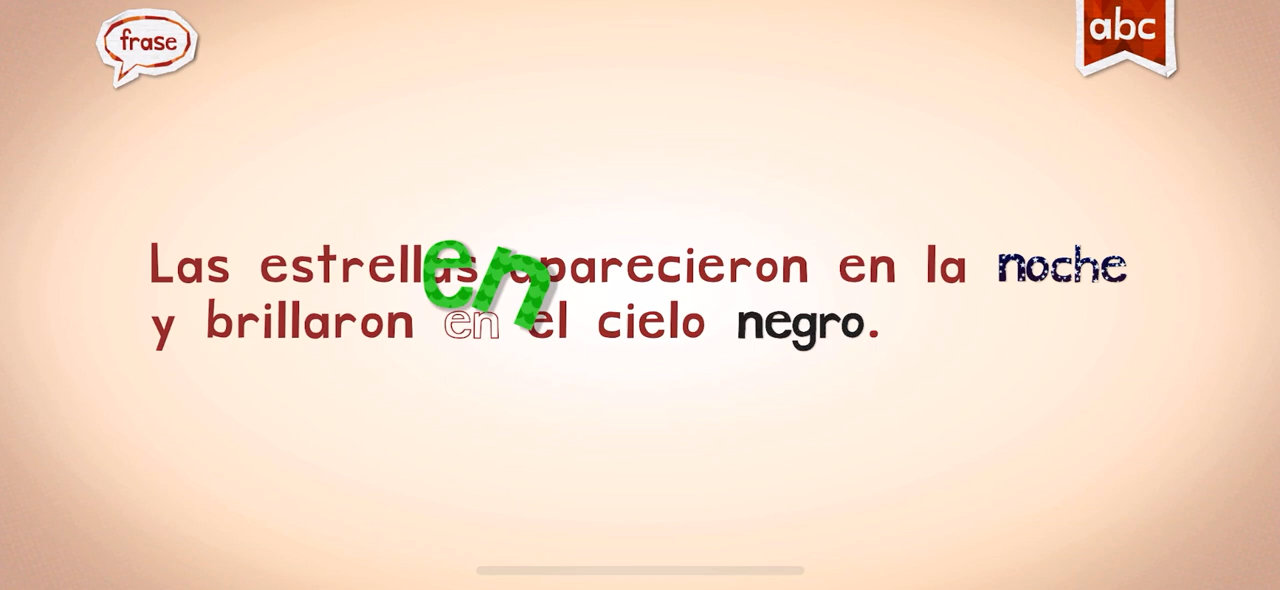 frase
abc
Las estrellas aparecieron en la noche
en
y brillaron en el cielo negro.